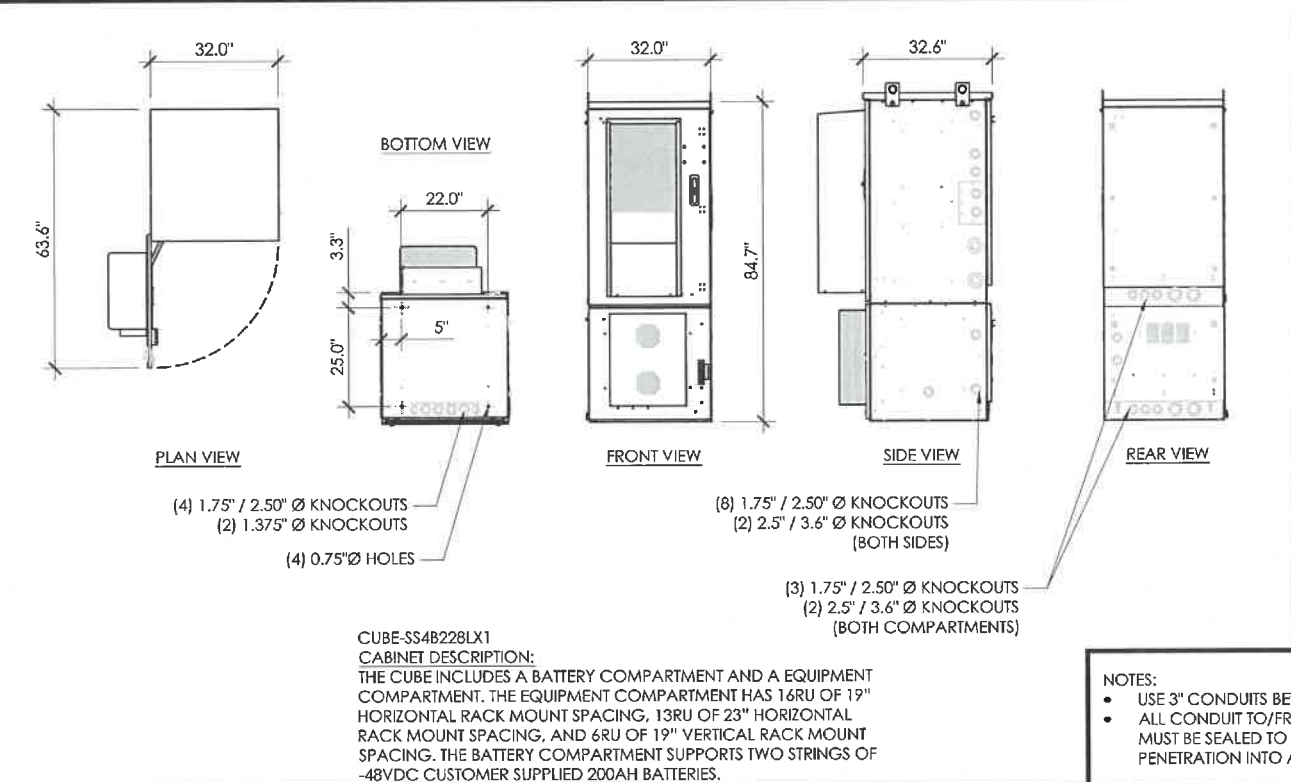 32.0"
63.6"
PLAN VIEW
BOTTOM VIEW
22.0"
3.3"
5"
25.0"
(4) 1.75" / 2.50" Ø KNOCKOUTS
(2) 1.375" Ø KNOCKOUTS
(4) 0.75"Ø HOLES
32.0"
84.7"
FRONT VIEW
32.6"
SIDE VIEW
(8) 1.75" / 2.50" Ø KNOCKOUTS
(2) 2.5" / 3.6" Ø KNOCKOUTS
(BOTH SIDES)
REAR VIEW
(3) 1.75" / 2.50" Ø KNOCKOUTS
(2) 2.5" / 3.6" Ø KNOCKOUTS
(BOTH COMPARTMENTS)
CUBE-SS4B228LX1
CABINET DESCRIPTION:
THE CUBE INCLUDES A BATTERY COMPARTMENT AND A EQUIPMENT
COMPARTMENT. THE EQUIPMENT COMPARTMENT HAS 16RU OF 19"
HORIZONTAL RACK MOUNT SPACING, 13RU OF 23" HORIZONTAL
RACK MOUNT SPACING, AND 6RU OF 19" VERTICAL RACK MOUNT
SPACING. THE BATTERY COMPARTMENT SUPPORTS TWO STRINGS OF
-48VDC CUSTOMER SUPPLIED 200AH BATTERIES.
NOTES:
• USE 3" CONDUITS
• ALL CONDUIT
MUST BE SEALED TO
PENETRATION INTO